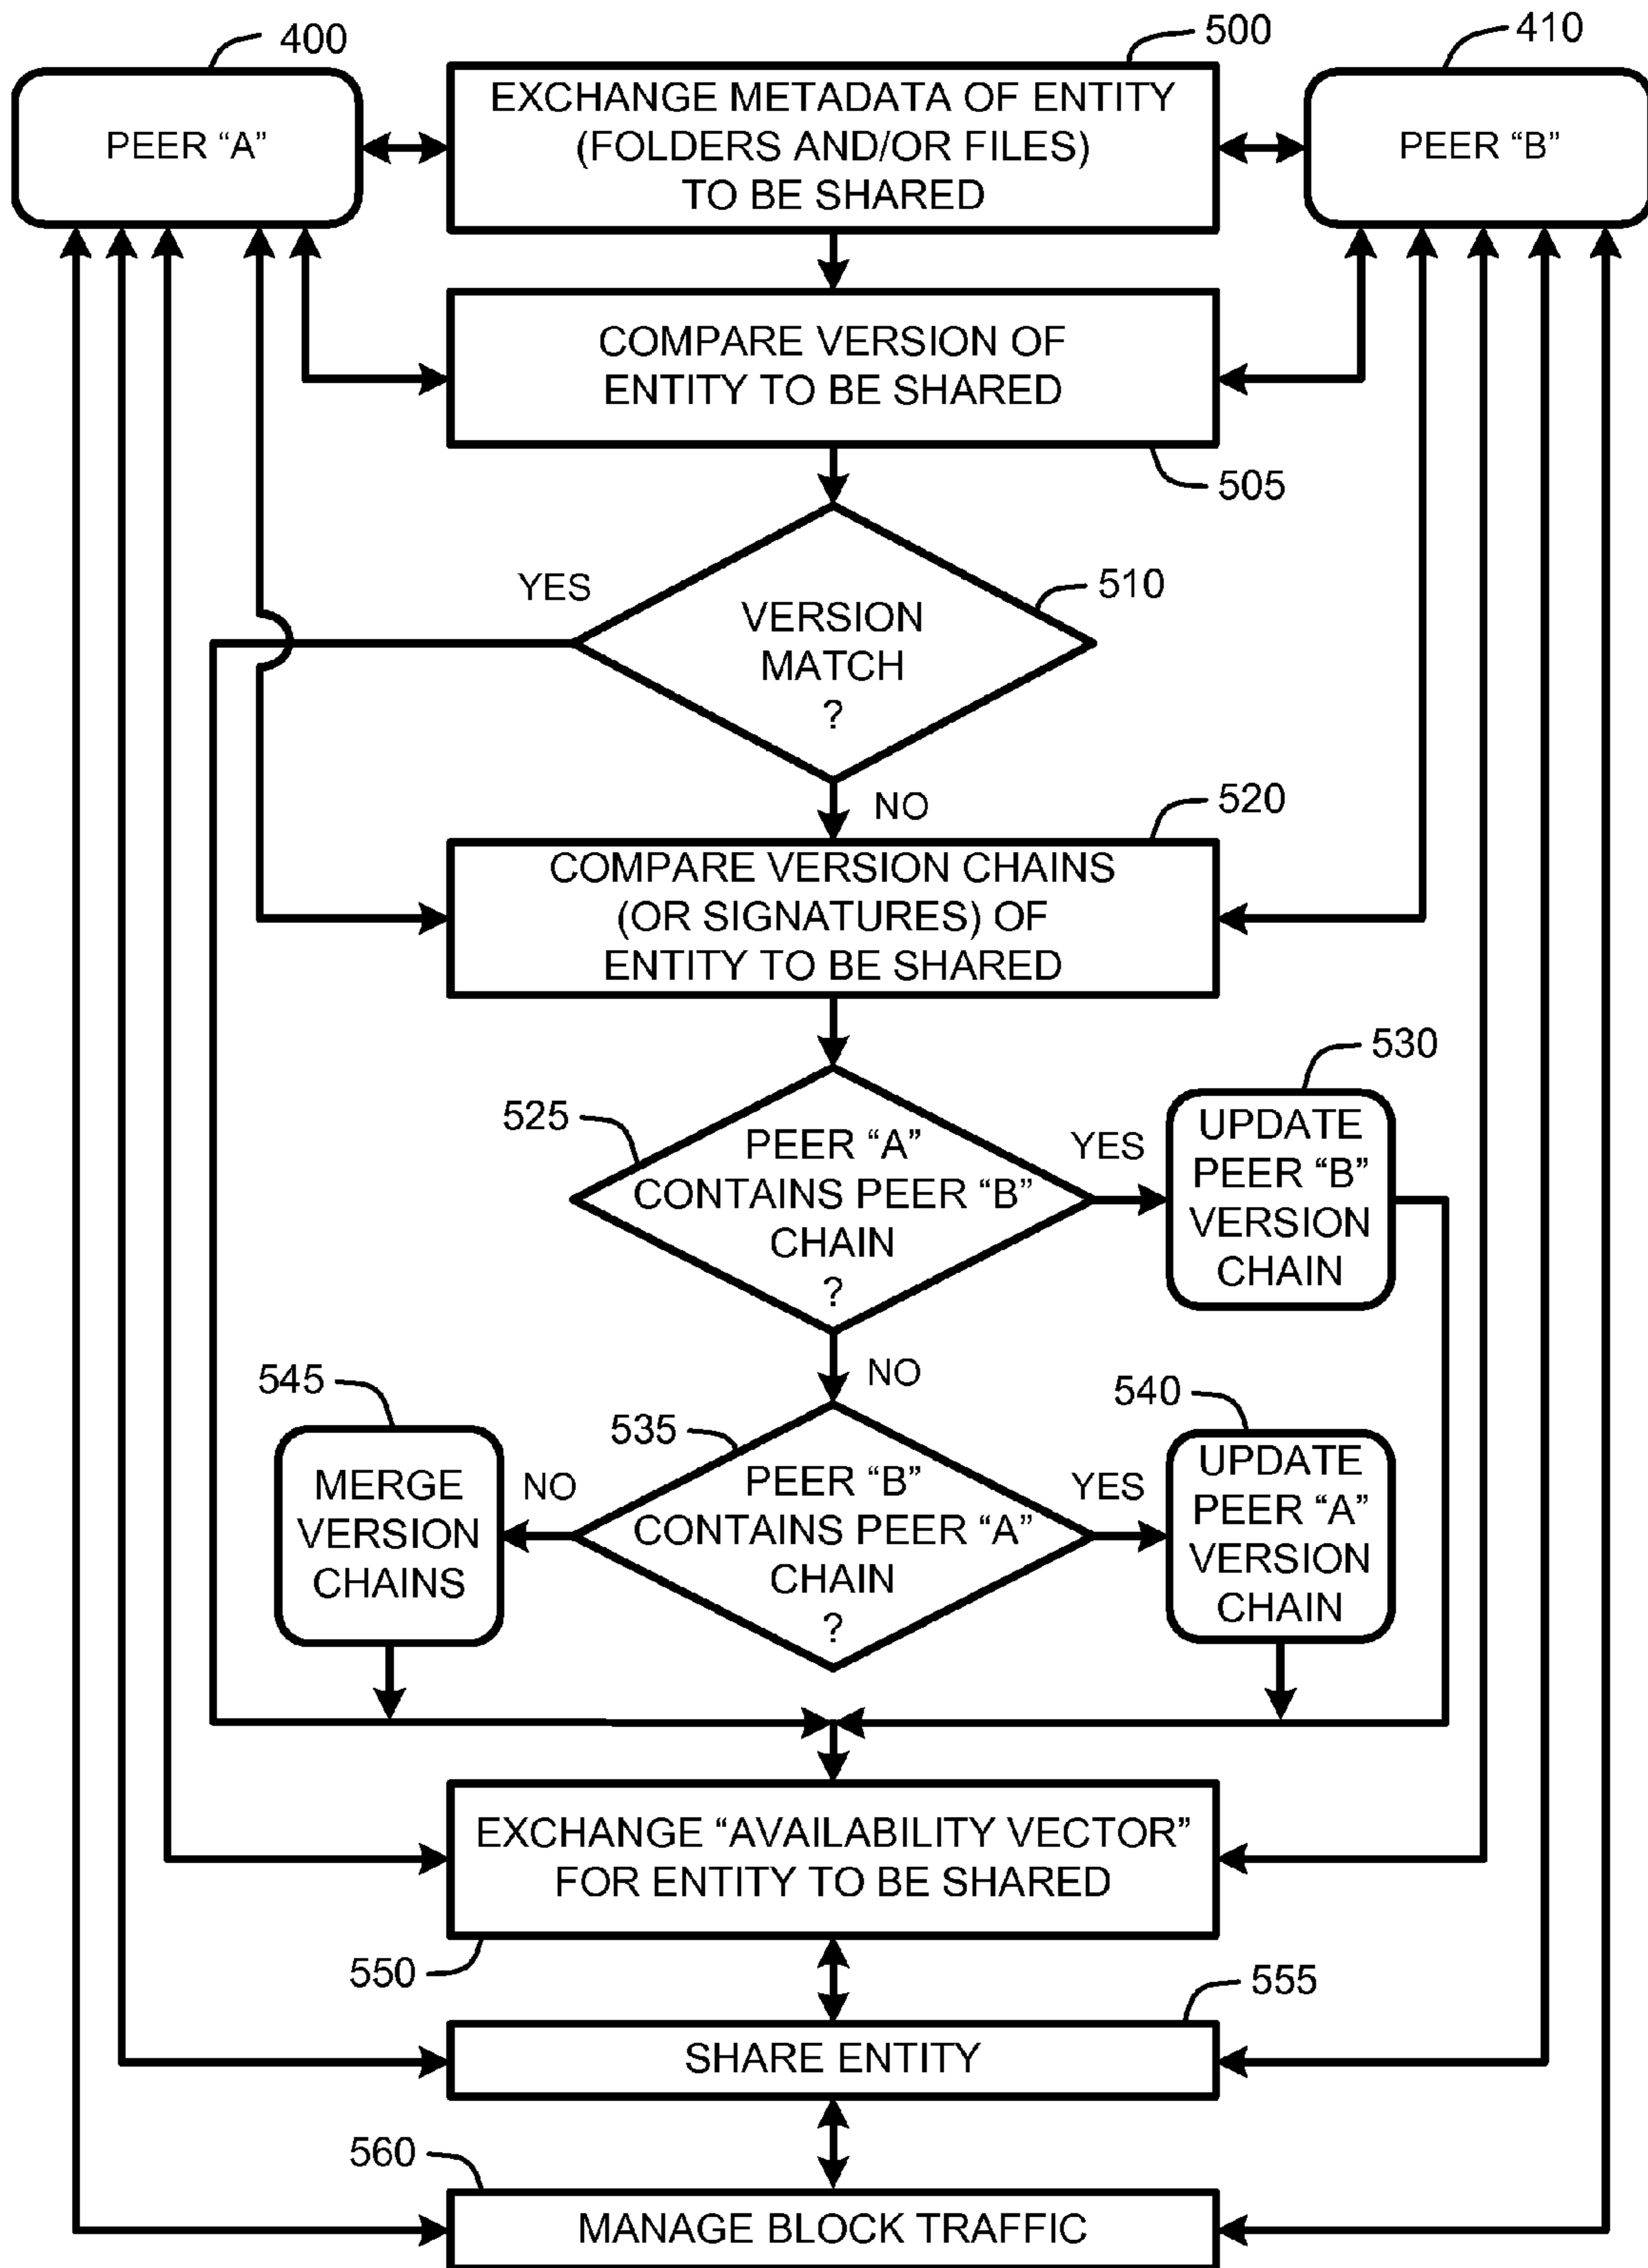 400
500
410
PEER “A”
EXCHANGE METADATA OF ENTITY
(FOLDERS AND/OR FILES)
TO BE SHARED
PEER “B”
COMPARE VERSION OF
ENTITY TO BE SHARED
505
YES
510
VERSION
MATCH
?
NO
520
COMPARE VERSION CHAINS
(OR SIGNATURES) OF
ENTITY TO BE SHARED
530
525
PEER “A”
CONTAINS PEER “B”
CHAIN
?
YES
UPDATE
PEER “B”
VERSION
CHAIN
NO
545
535
540
MERGE
VERSION
CHAINS
NO
PEER “B”
CONTAINS PEER “A”
CHAIN
?
YES
UPDATE
PEER “A”
VERSION
CHAIN
EXCHANGE “AVAILABILITY VECTOR”
FOR ENTITY TO BE SHARED
550
555
SHARE ENTITY
560
MANAGE BLOCK TRAFFIC